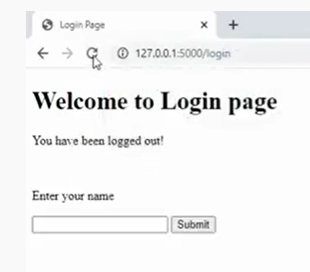 Login Page
127.0.0.1:5000/login
Welcome to Login page
You have been logged out!
Enter your name
Submit